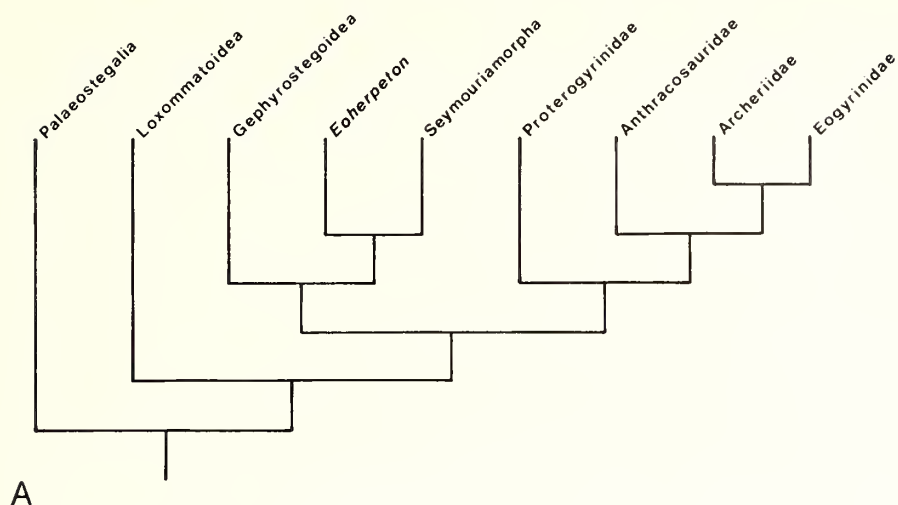 Palaeostegalia
Loxommatoidea
Gephyrostegoidea
Eoherpeton
Seymouriamorpha
Proterogyrinidae
Anthracosauridae
Archeriidae
Eogyrinidae
A